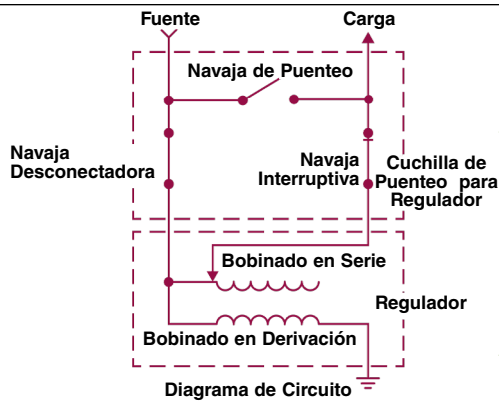 Fuente
Carga
Navaja de Puenteo
Navaja
Desconectadora
Navaja
Interruptiva
Cuchilla de
Puenteo para
Regulador
Bobinado en Serie
Regulador
Bobinado en Derivación
Diagrama de Circuito